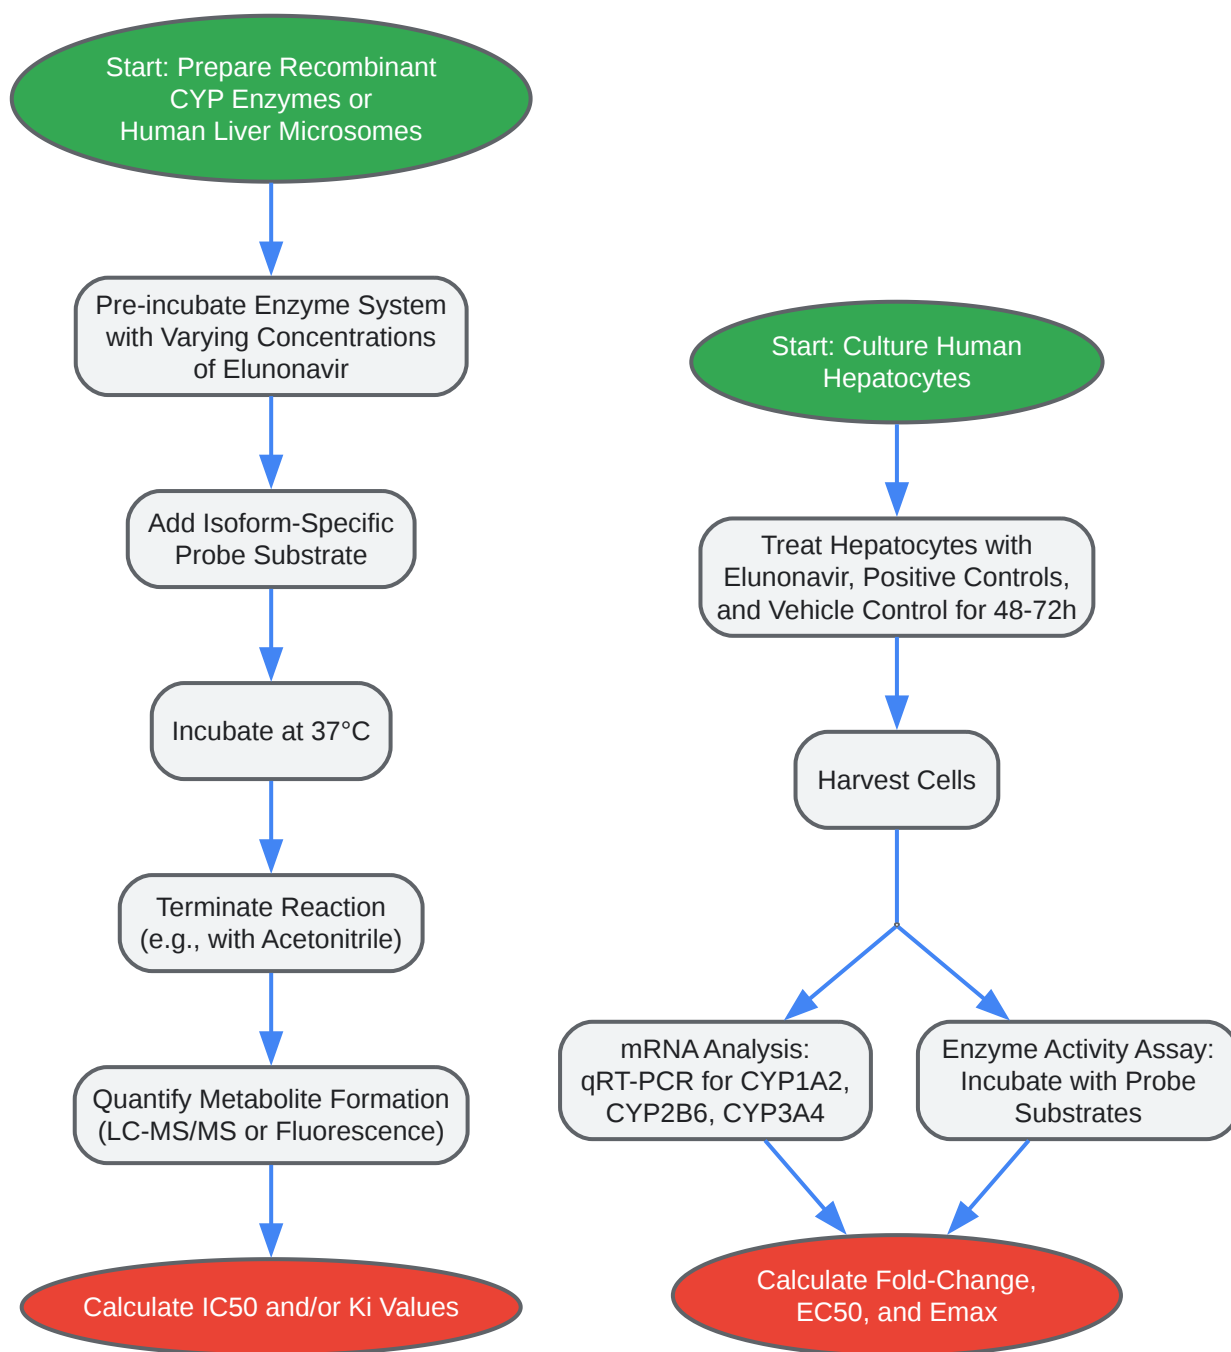 Start: Prepare Recombinant
CYP Enzymes or
Human Liver Microsomes
Pre-incubate Enzyme System
with Varying Concentrations
of Elunonavir
Add Isoform-Specific
Probe Substrate
Incubate at 37°C
Terminate Reaction
(e.g., with Acetonitrile)
Quantify Metabolite Formation
(LC-MS/MS or Fluorescence)
Calculate IC50 and/or Ki Values
Start: Culture Human
Hepatocytes
Treat Hepatocytes with
Elunonavir, Positive Controls,
and Vehicle Control for 48-72h
Harvest Cells
mRNA Analysis:
qRT-PCR for CYP1A2,
CYP2B6, CYP3A4
Enzyme Activity Assay:
Incubate with Probe
Substrates
Calculate Fold-Change,
EC50, and Emax